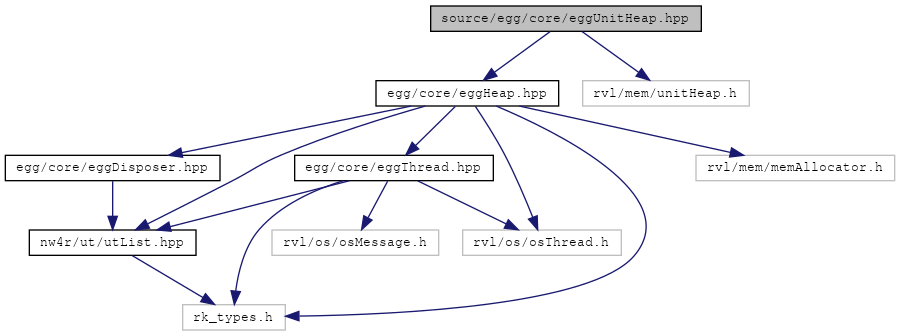 source/egg/core/eggUnitHeap.hpp
egg/core/eggHeap.hpp
rvl/mem/unitHeap.h
egg/core/eggDisposer.hpp
egg/core/eggThread.hpp
rvl/mem/memAllocator.h
nw4r/ut/utList.hpp
rvl/os/osMessage.h
rvl/os/osThread.h
rk_types.h